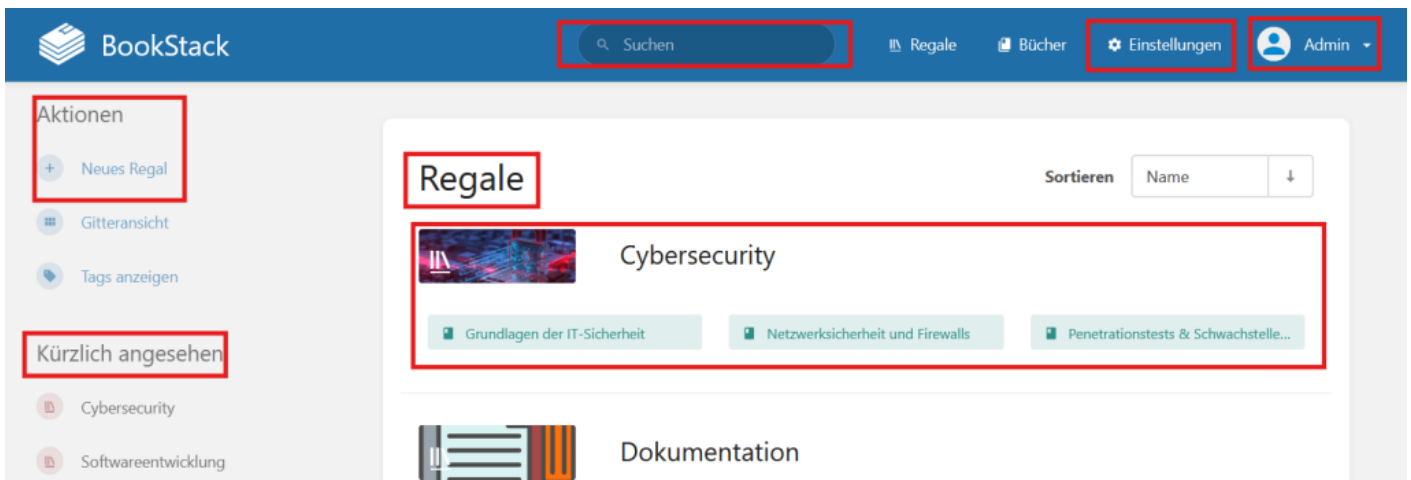 BookStack
Suchen
Regale
Bücher
Einstellungen
Admin
Aktionen
Neues Regal
Gitteransicht
Tags anzeigen
Kürzlich angesehen
Cybersecurity
Softwareentwicklung
Regale
Sortieren
Name
Cybersecurity
Grundlagen der IT-Sicherheit
Netzwerksicherheit und Firewalls
Penetrationstests & Schwachstelle...
Dokumentation